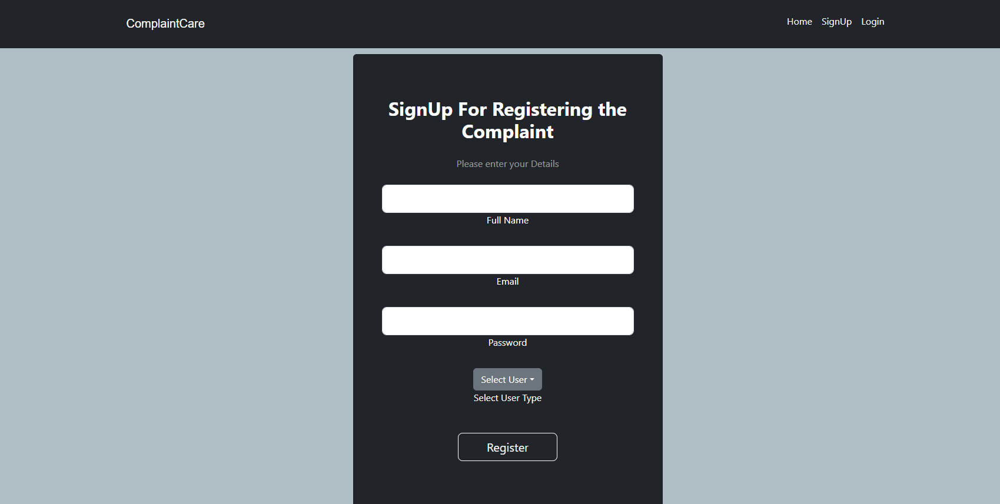 ComplaintCare
Home SignUp Login
SignUp For Registering the
Complaint
Please enter your Details
Full Name
Email
Password
Select User
Select User Type
Register